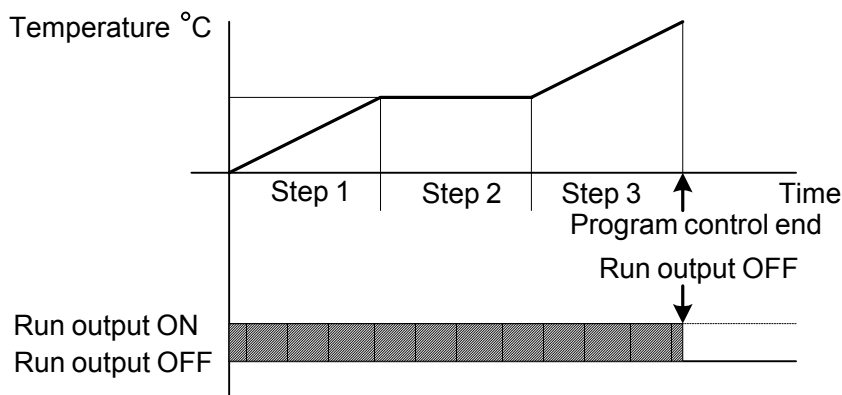 Temperature °C
Step 1
Step 2
Step 3
Time
Program control end
Run output OFF
Run output ON
Run output OFF